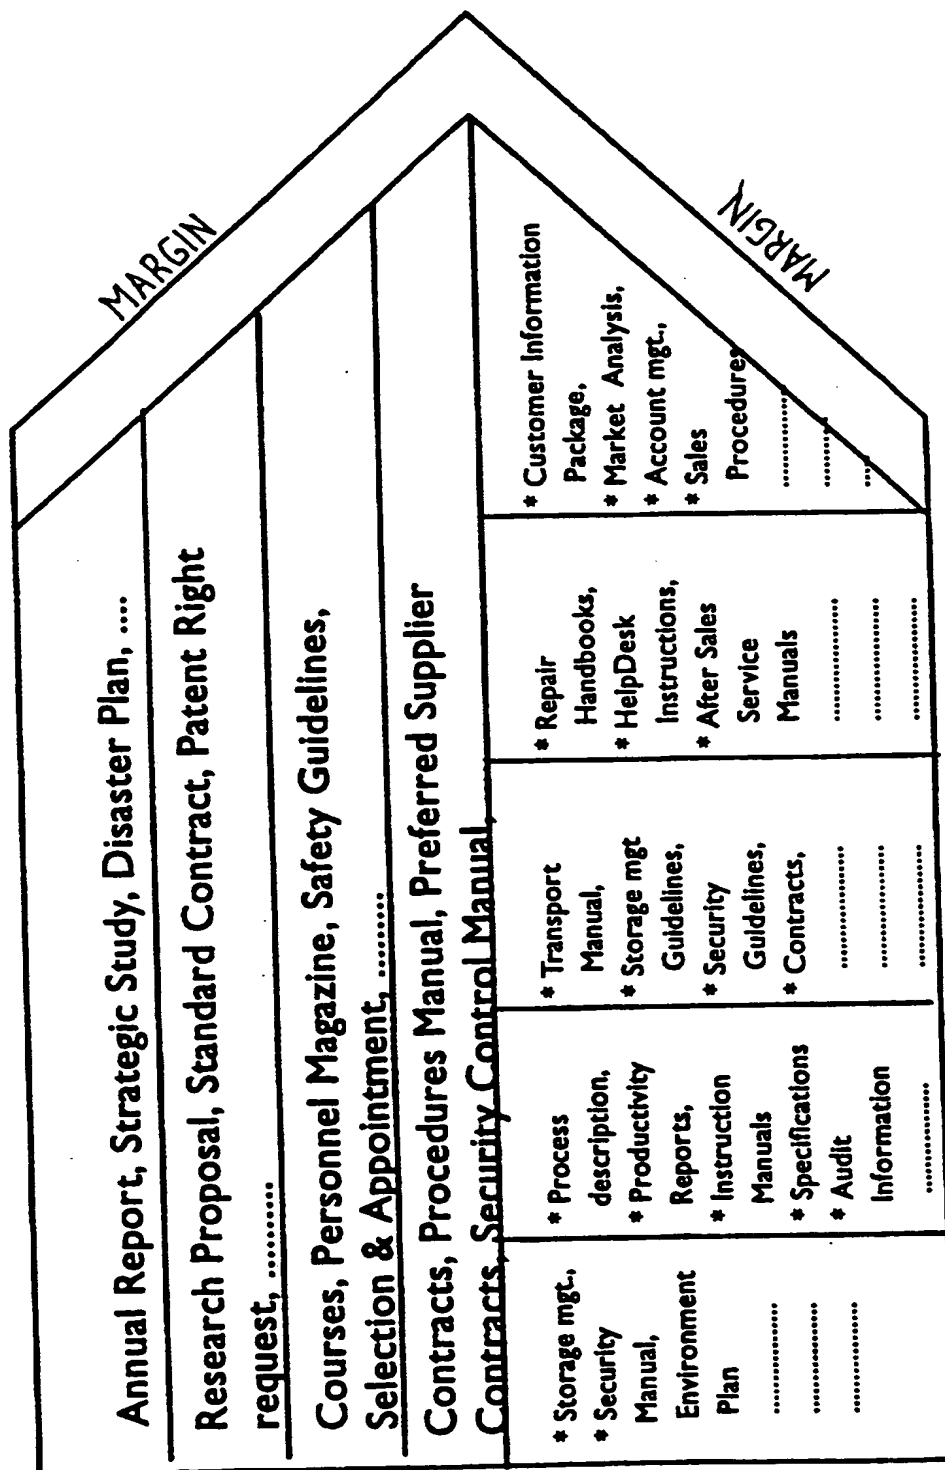 MARGIN
Annual Report, Strategic Study, Disaster Plan, ....
Research Proposal, Standard Contract, Patent Right
request, .........
Courses, Personnel Magazine, Safety Guidelines,
Selection & Appointment, .........
Contracts, Procedures Manual, Preferred Supplier
Contracts, Security Control Manual,
* Storage mgt.,
* Security
Manual,
Environment
Plan
....................
....................
....................
* Process
description,
* Productivity
Reports,
* Instruction
Manuals
* Specifications
* Audit
Information
....................
* Transport
Manual,
* Storage mgt
Guidelines,
* Security
Guidelines,
* Contracts,
....................
....................
....................
* Repair
Handbooks,
* HelpDesk
Instructions,
* After Sales
Service
Manuals
....................
....................
....................
* Customer Information
Package,
* Market Analysis,
* Account mgt.,
* Sales
Procedures
....................
.............
......
MARGIN